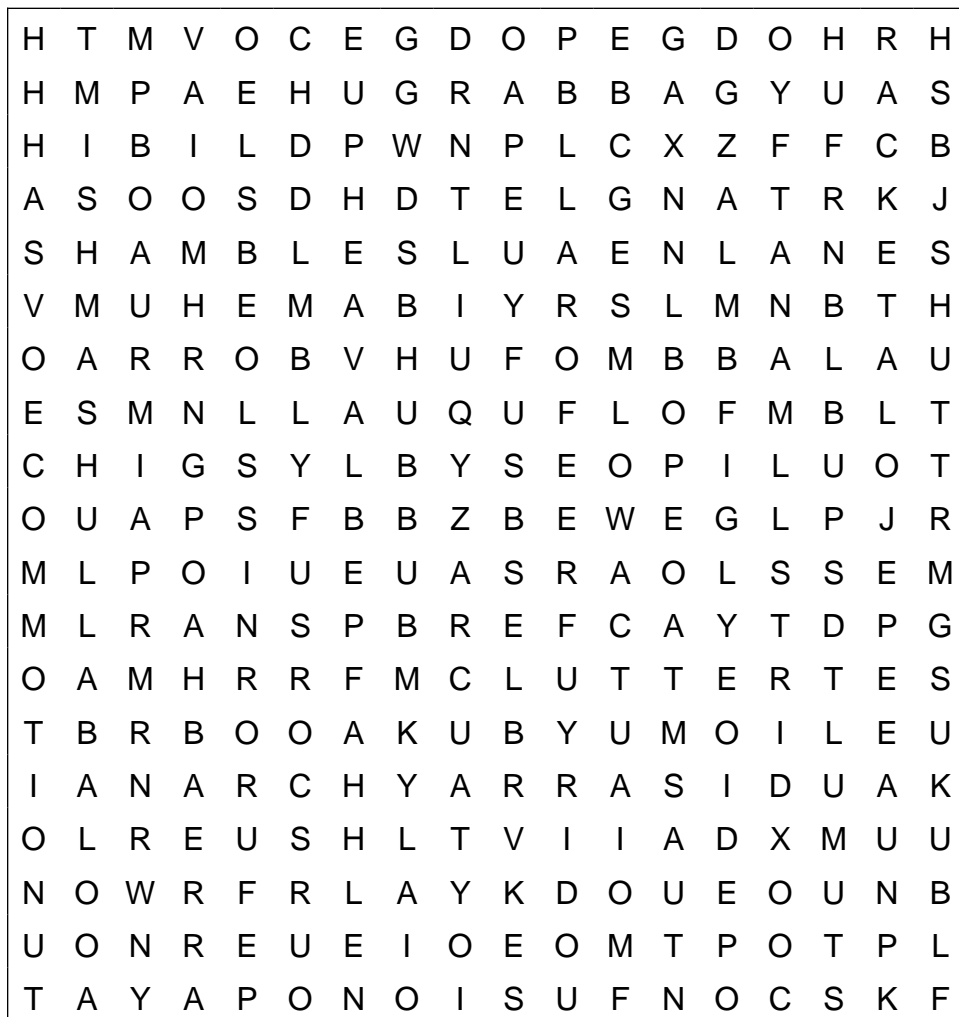 H T M V O C E G D O P E G D O H R H
H M P A E H U G R A B B A G Y U A S
H I B I L D P W N P L C X Z F F C B
A S O O S D H D T E L G N A T R K J
S H A M B L E S L U A E N L A N E S
V M U H E M A B I Y R S L M N B T H
O A R R O B V H U F O M B B A L A U
E S M N L L A U Q U F L O F M B L T
C H I G S Y L B Y S E O P I L U O T
O U A P S F B B Z B E W E G L P J R
M L P O I U E U A S R A O L S S E M
M L R A N S P B R E F C A Y T D P G
O A M H R R F M C L U T T E R T E S
T B R B O O A K U B Y U M O I L E U
I A N A R C H Y A R R A S I D U A K
O L R E U S H L T V I I A D X M U U
N O W R F R L A Y K D O U E O U N B
U O N R E U E I O E O M T P O T P L
T A Y A P O N O I S U F N O C S K F